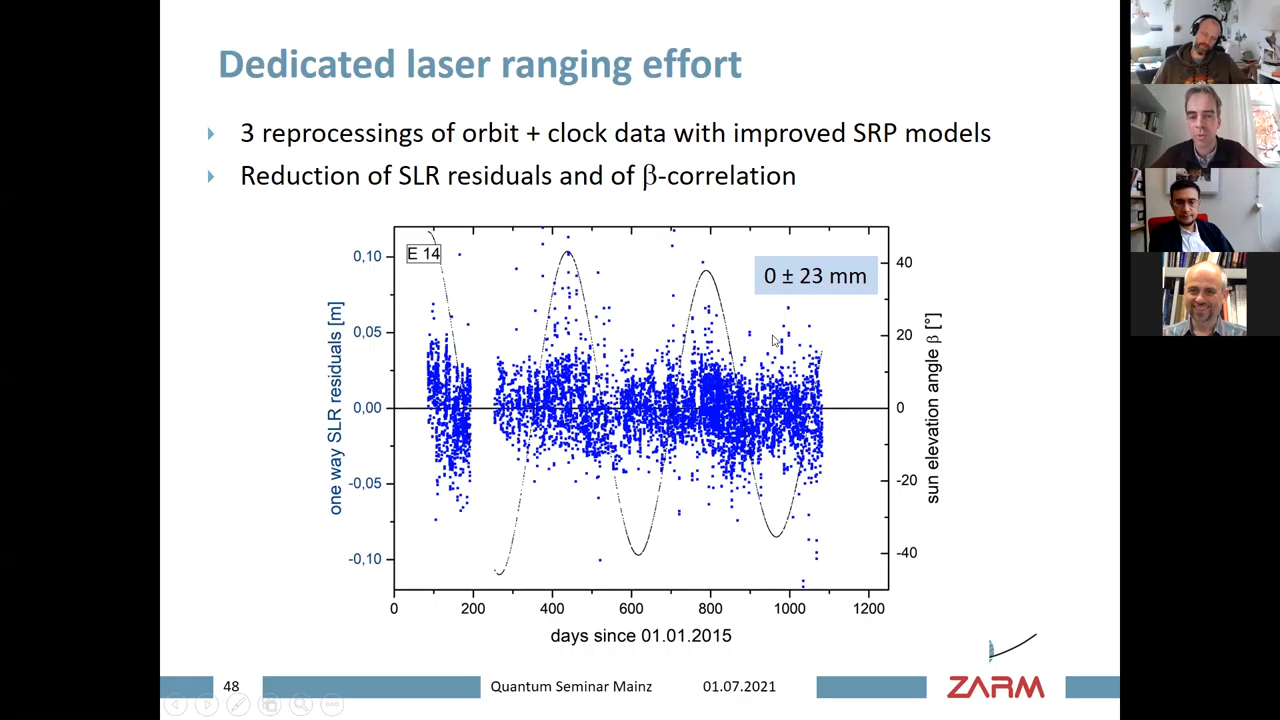 Dedicated laser ranging effort
3 reprocessings of orbit + clock data with improved SRP models
Reduction of SLR residuals and of β-correlation
E 14
0 ± 23 mm
0,10
0,05
0,00
-0,05
-0,10
one way SLR residuals [m]
40
20
0
-20
-40
sun elevation angle β [°]
0 200 400 600 800 1000 1200
days since 01.01.2015
48 Quantum Seminar Mainz 01.07.2021 ZARM